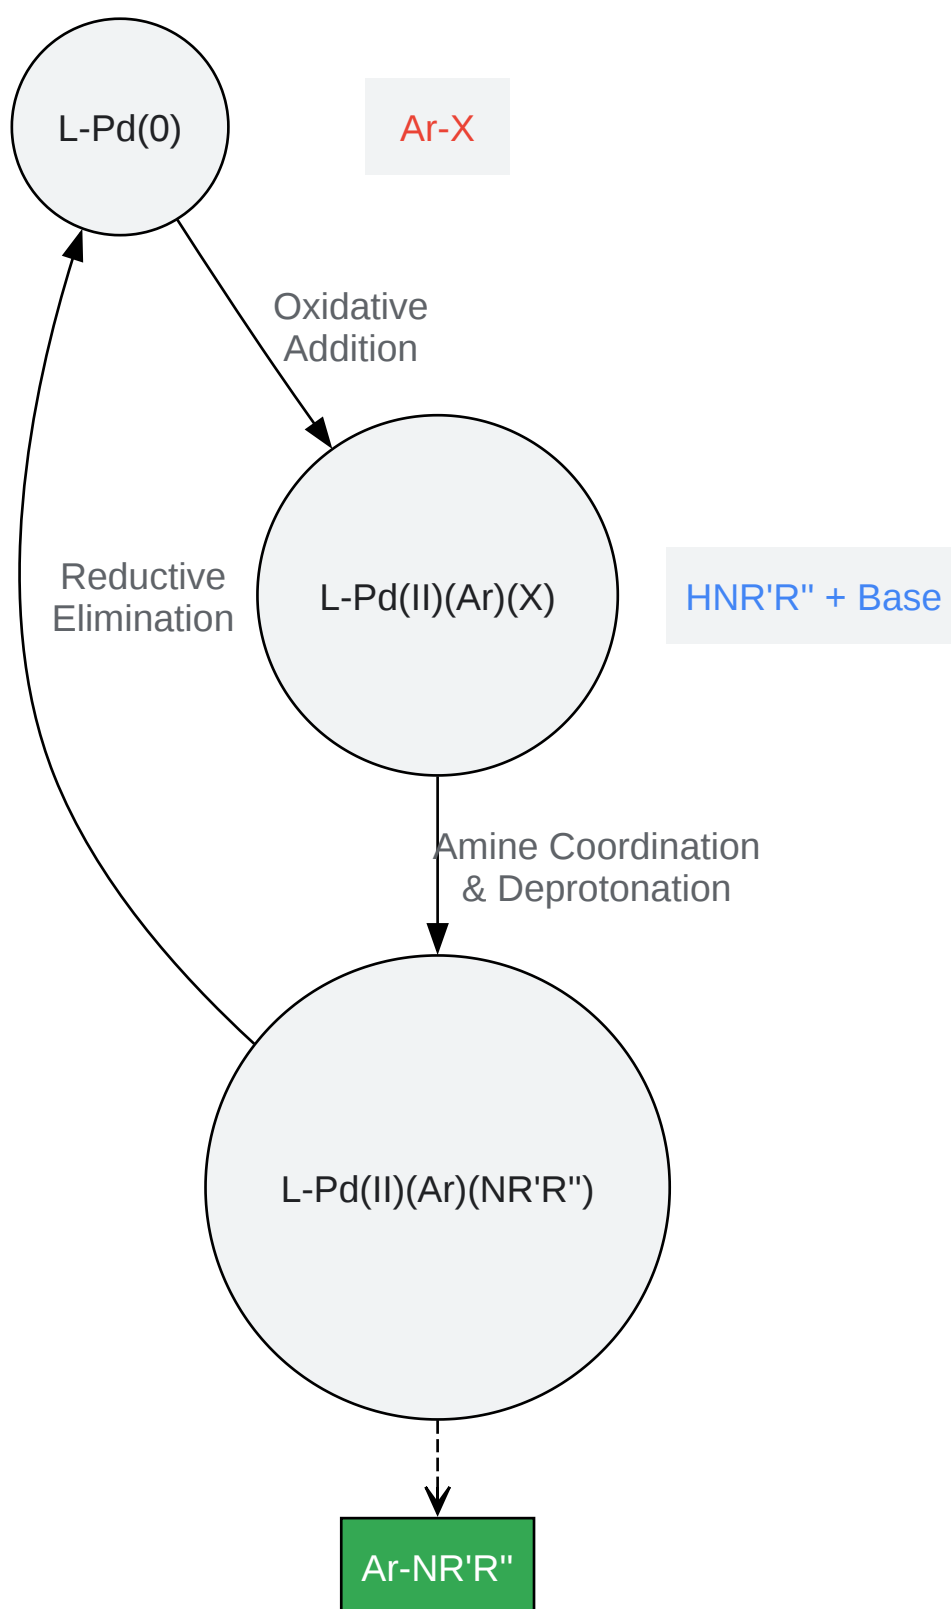 L-Pd(0)
Ar-X
Oxidative
Addition
Reductive
Elimination
L-Pd(II)(Ar)(X)
HNR'R" + Base
Amine Coordination
& Deprotonation
L-Pd(II)(Ar)(NR'R")
Ar-NR'R"